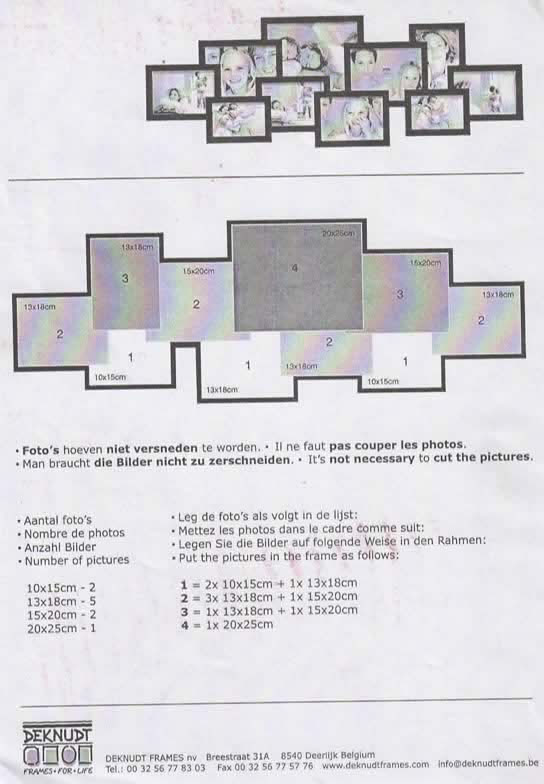 20x25cm
13x18cm
15x20cm
15x20cm
3
4
3
13x18cm
2
13x18cm
2
2
2
1
1
1
10x15cm
13x18cm
13x18cm
10x15cm
• Foto's hoeven niet versneden te worden. • Il ne faut pas couper les photos.
• Man braucht die Bilder nicht zu zerschneiden. • It's not necessary to cut the pictures.
• Aantal foto's
• Nombre de photos
• Anzahl Bilder
• Number of pictures
10x15cm - 2
13x18cm - 5
15x20cm - 2
20x25cm - 1
• Leg de foto's als volgt in de lijst:
• Mettez les photos dans le cadre comme suit:
• Legen Sie die Bilder auf folgende Weise in den Rahmen:
• Put the pictures in the frame as follows:
1 = 2x 10x15cm + 1x 13x18cm
2 = 3x 13x18cm + 1x 15x20cm
3 = 1x 13x18cm + 1x 15x20cm
4 = 1x 20x25cm
DEKNUDT
FRAMES•FOR•LIFE
DEKNUDT FRAMES nv Breestraat 31A 8540 Deerlijk Belgium
Tel.: 00 32 56 77 83 03 Fax 00 32 56 77 57 76 www.deknudtframes.com info@deknudtframes.be